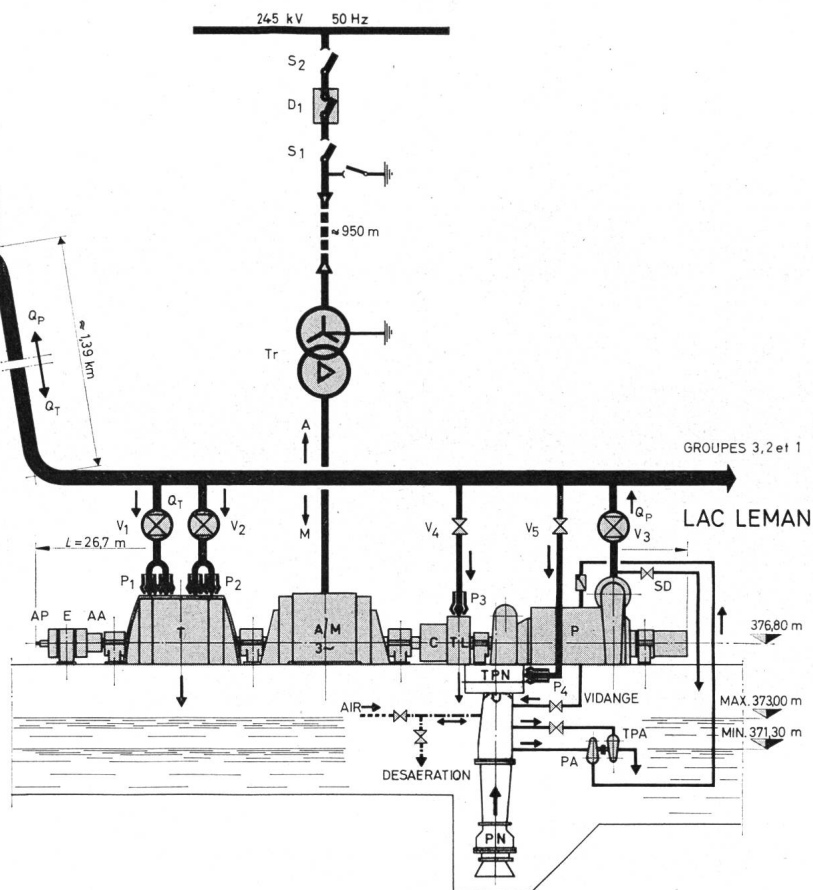 245 kV 50 Hz
S2
D1
S1
≈ 950 m
QP
≈ 1,39 km
QT
Tr
A
GROUPES 3,2 et 1
QT
M
V1
V2
V4
V5
QP
V3
LAC LEMAN
L = 26,7 m
P1
P2
P3
SD
AP
E
AA
T
A/M
3~
C
TL
P
376,80 m
TPN
P4
VIDANGE
AIR
MAX. 373,00 m
TPA
MIN. 371,30 m
PA
DESAERATION
PN